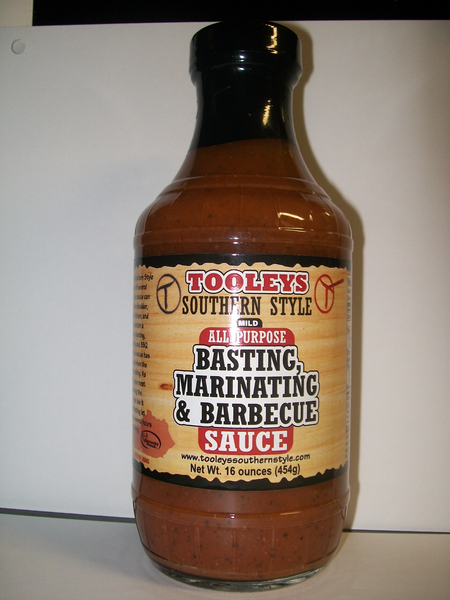 TOOLEYS
SOUTHERN STYLE
MILD
ALL PURPOSE
BASTING,
MARINATING
& BARBECUE
SAUCE
www.tooleyssouthernstyle.com
Net Wt. 16 ounces (454g)